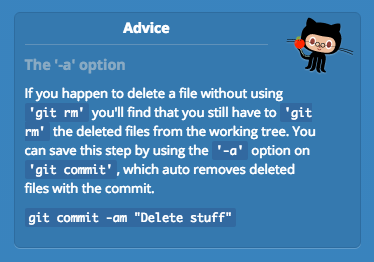 Advice
The '-a' option
If you happen to delete a file without using
'git rm' you'll find that you still have to 'git
rm' the deleted files from the working tree. You
can save this step by using the '-a' option on
'git commit', which auto removes deleted
files with the commit.
git commit -am "Delete stuff"